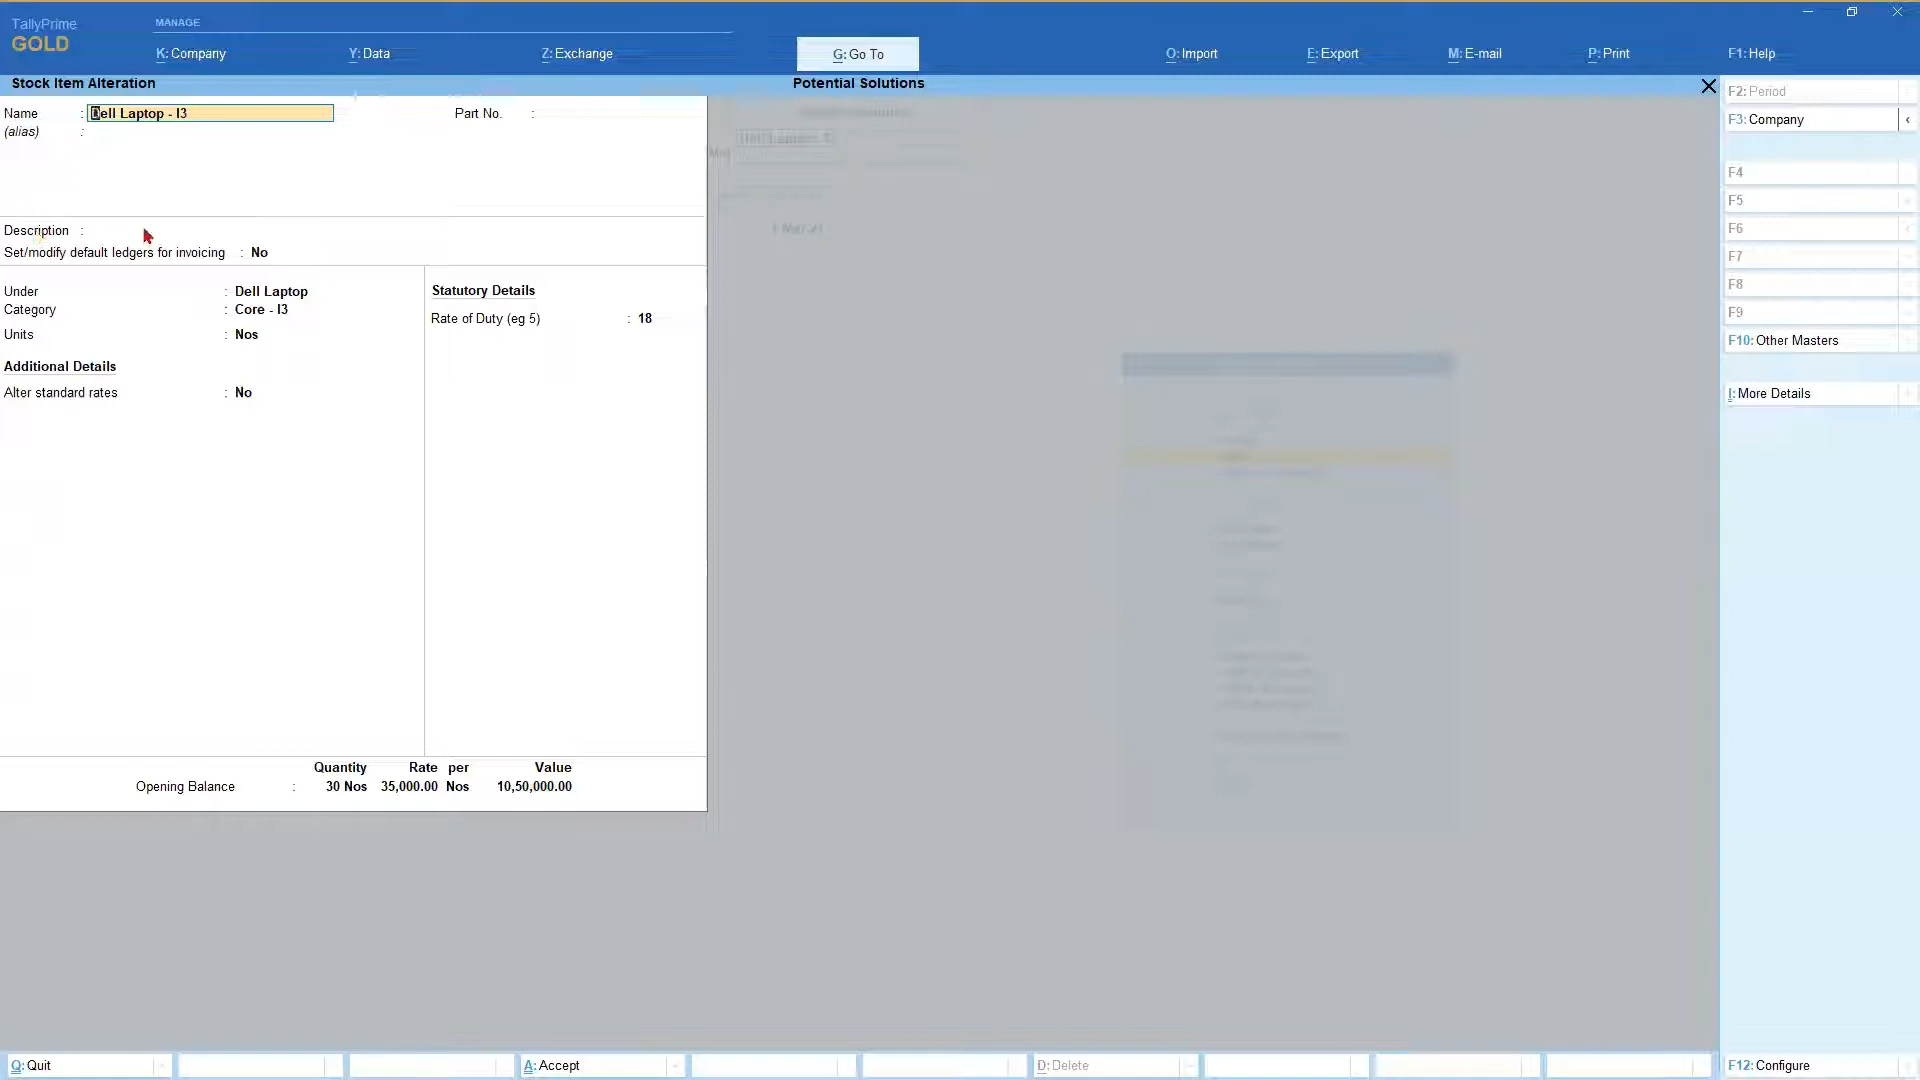 TallyPrime
GOLD
MANAGE
K: Company
Y: Data
Z: Exchange
G: Go To
O: Import
E: Export
M: E-mail
P: Print
F1: Help
Stock Item Alteration
Potential Solutions
Name : Dell Laptop - I3
Part No. :
(alias) :
Description :
Set/modify default ledgers for invoicing : No
Under : Dell Laptop
Category : Core - I3
Units : Nos
Additional Details
Alter standard rates : No
Statutory Details
Rate of Duty (eg 5) : 18
Quantity Rate per Value
Opening Balance : 30 Nos 35,000.00 Nos 10,50,000.00
F2: Period
F3: Company
F4
F5
F6
F7
F8
F9
F10: Other Masters
I: More Details
Q: Quit
A: Accept
D: Delete
F12: Configure